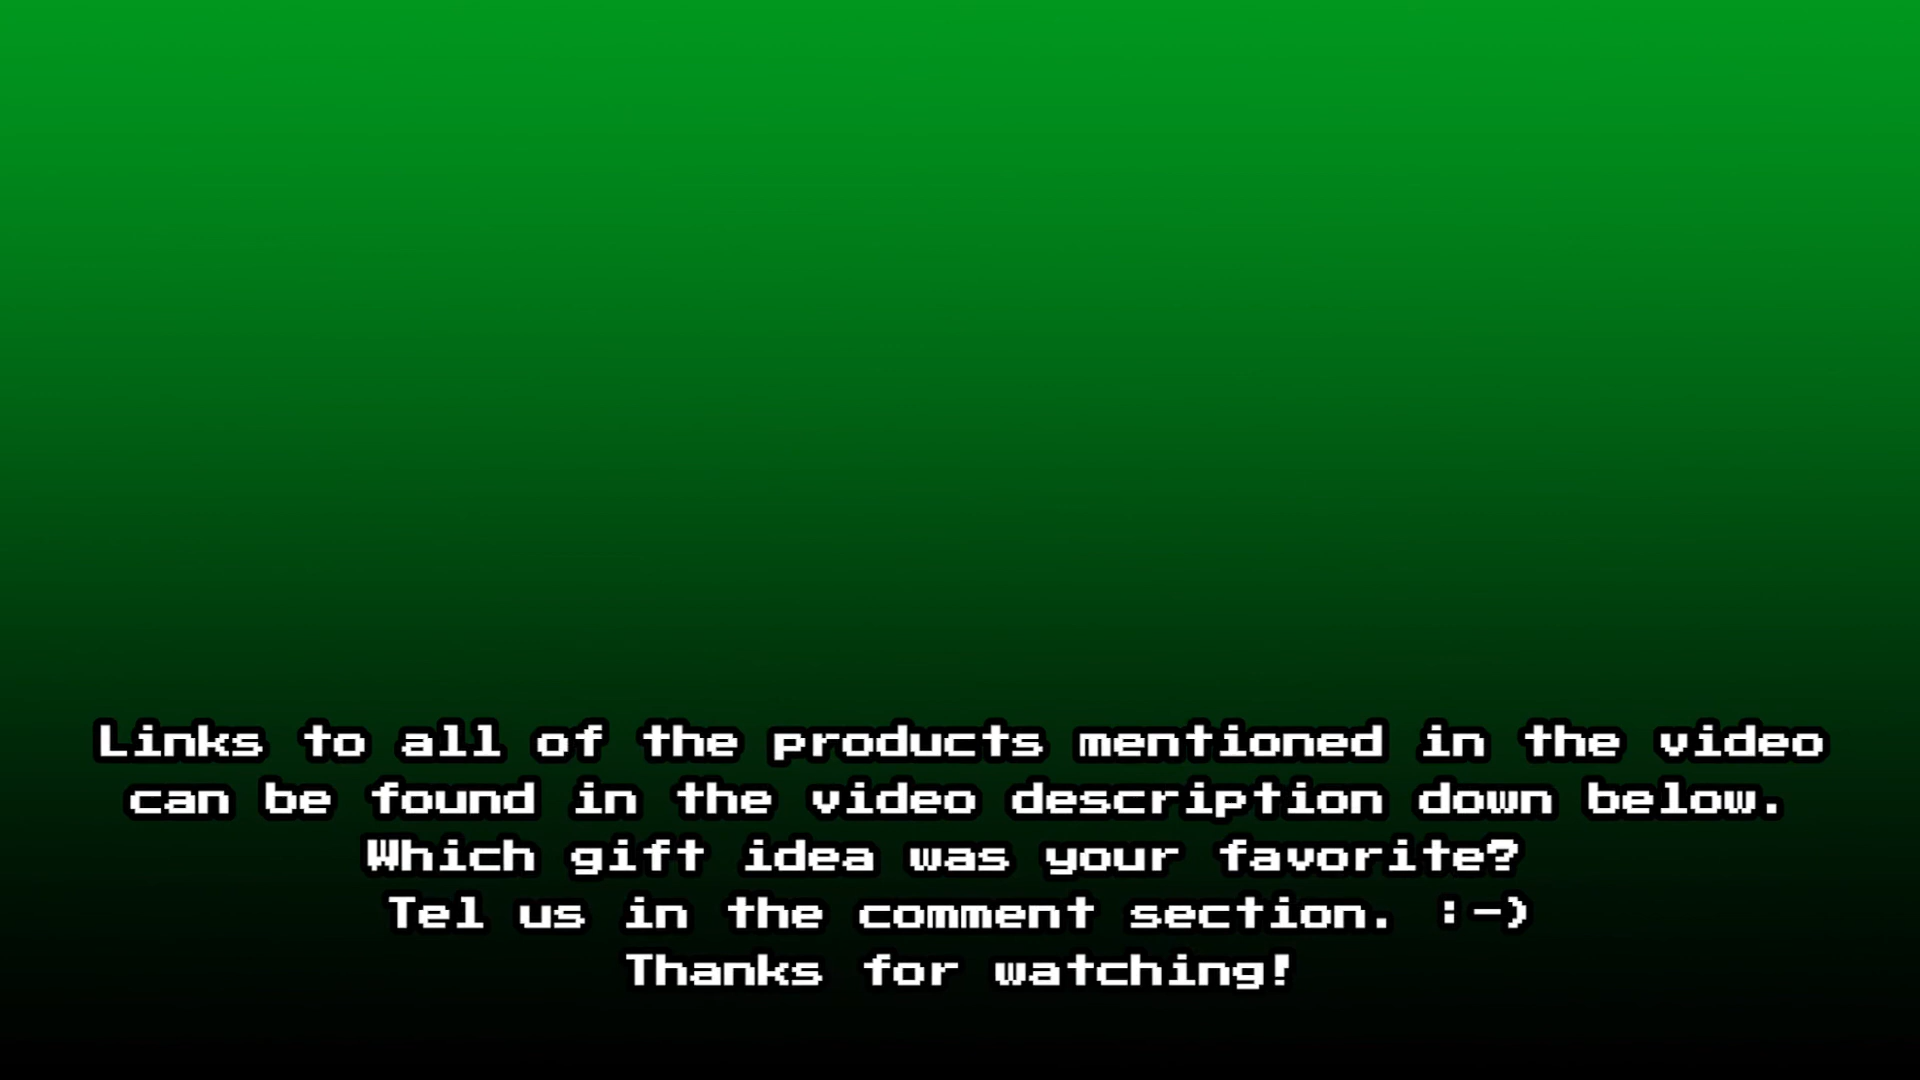 Links to all of the products mentioned in the video
can be found in the video description down below.
Which gift idea was your favorite?
Tel us in the comment section. :-)
Thanks for watching!